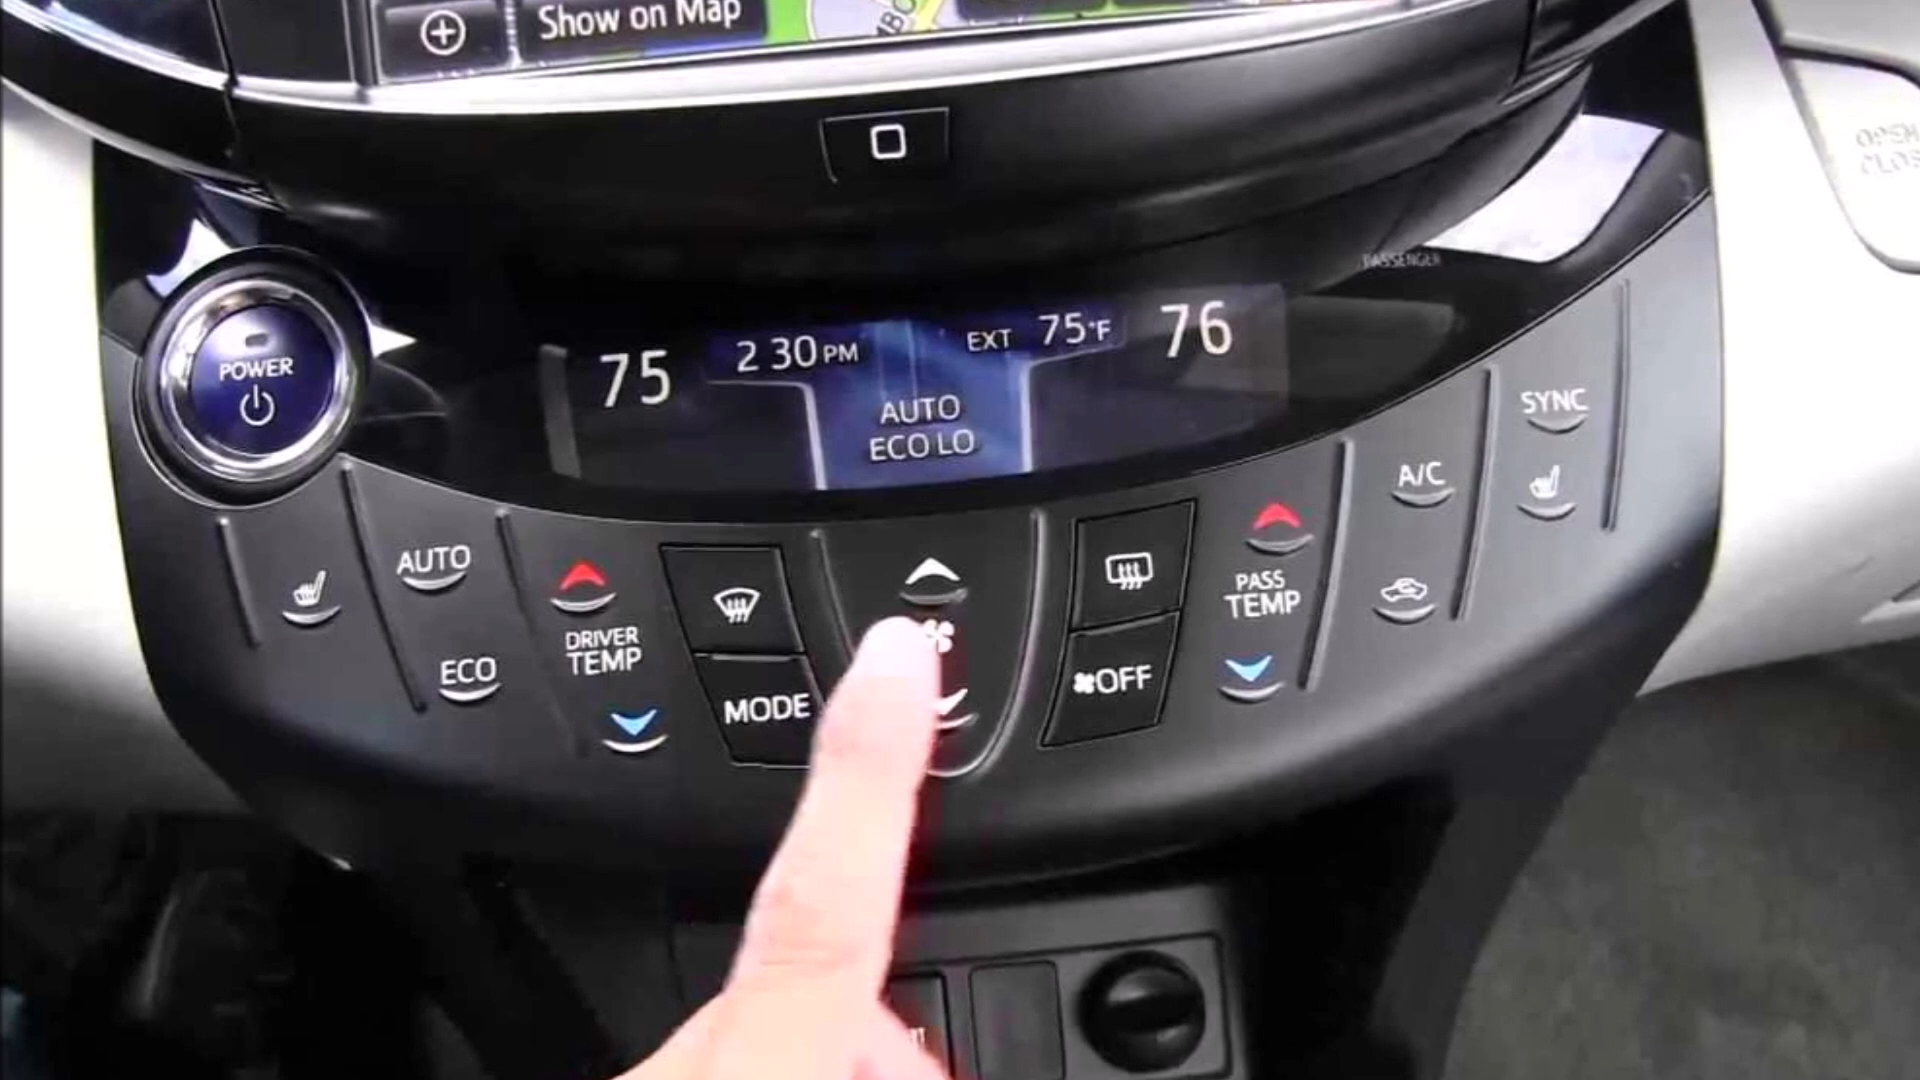 Show on Map
OPEN
PASSENGER
POWER
75
2 30 PM
EXT 75°F
76
AUTO
ECO LO
SYNC
A/C
AUTO
DRIVER
TEMP
PASS
TEMP
ECO
MODE
OFF